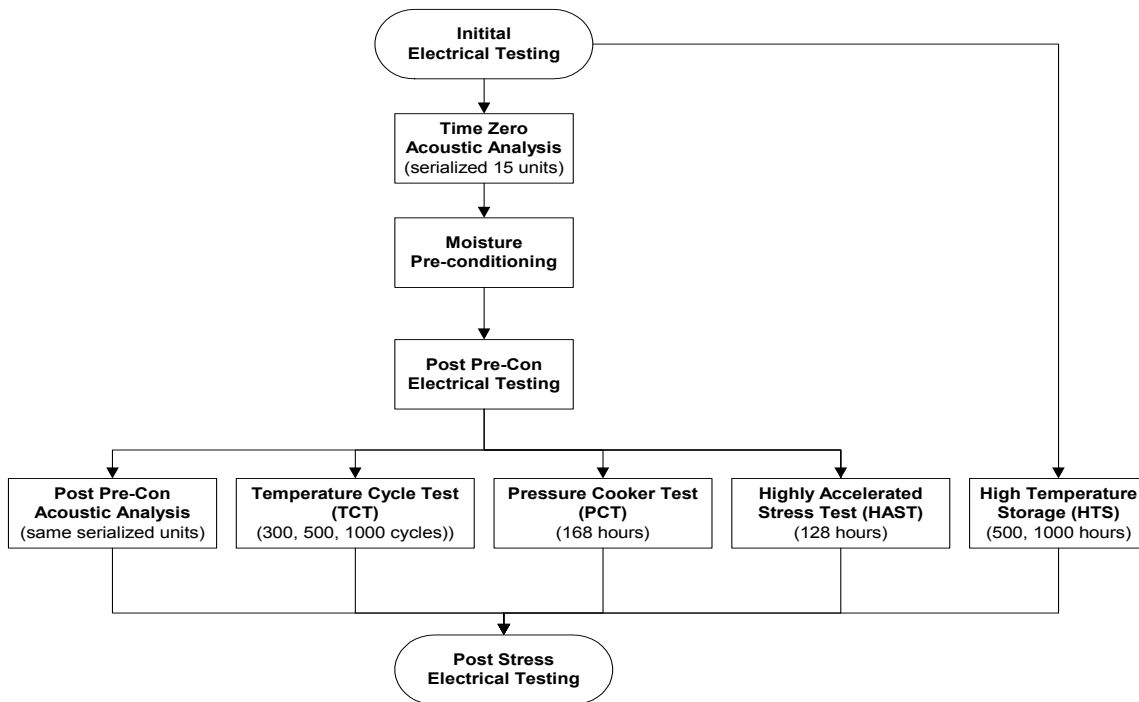 Initital
Electrical Testing
Time Zero
Acoustic Analysis
(serialized 15 units)
Moisture
Pre-conditioning
Post Pre-Con
Electrical Testing
Post Pre-Con
Acoustic Analysis
(same serialized units)
Temperature Cycle Test
(TCT)
(300, 500, 1000 cycles))
Pressure Cooker Test
(PCT)
(168 hours)
Highly Accelerated
Stress Test (HAST)
(128 hours)
High Temperature
Storage (HTS)
(500, 1000 hours)
Post Stress
Electrical Testing